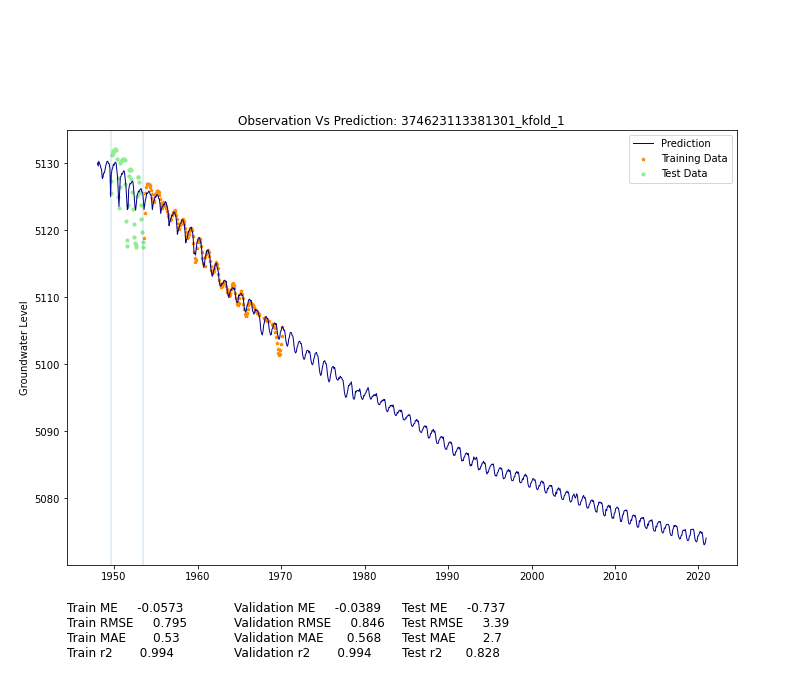 Observation Vs Prediction: 374623113381301_kfold_1
Prediction
Training Data
Test Data
Groundwater Level
5130
5120
5110
5100
5090
5080
1950 1960 1970 1980 1990 2000 2010 2020
Train ME -0.0573 Validation ME -0.0389 Test ME -0.737
Train RMSE 0.795 Validation RMSE 0.846 Test RMSE 3.39
Train MAE 0.53 Validation MAE 0.568 Test MAE 2.7
Train r2 0.994 Validation r2 0.994 Test r2 0.828